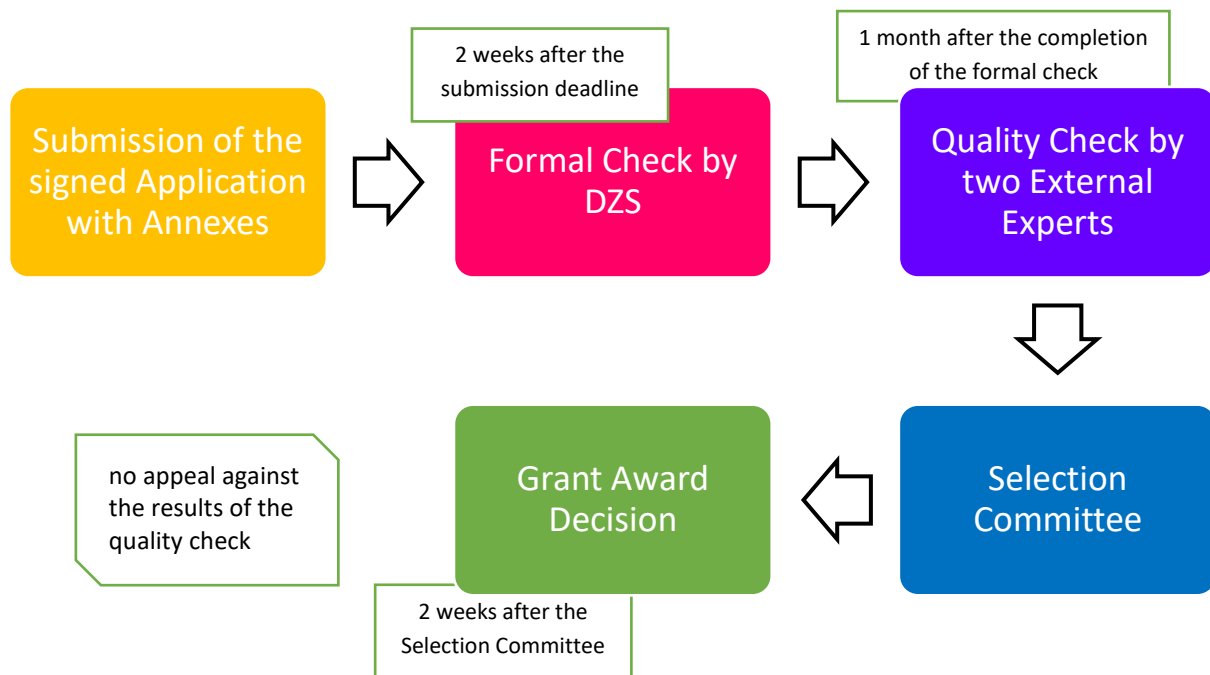 2 weeks after the
submission deadline
1 month after the completion
of the formal check
Submission of the
signed Application
with Annexes
Formal Check by
DZS
Quality Check by
two External
Experts
Selection
Committee
Grant Award
Decision
2 weeks after the
Selection Committee
no appeal against
the results of the
quality check